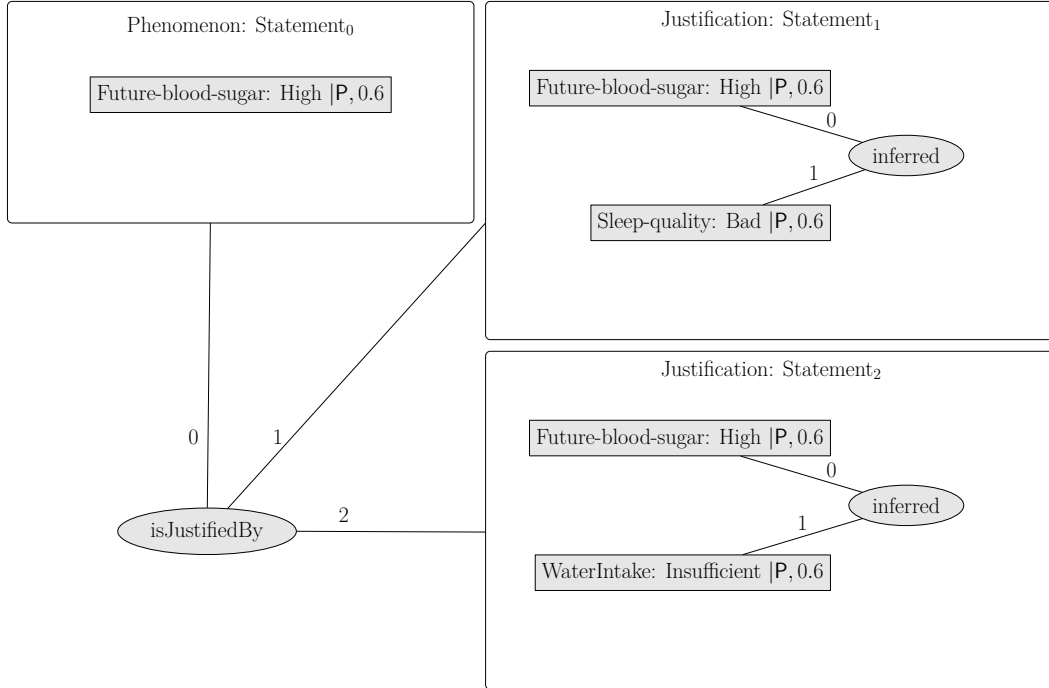 Phenomenon: Statement₀
Future-blood-sugar: High |P, 0.6
Justification: Statement₁
Future-blood-sugar: High |P, 0.6
0
inferred
1
Sleep-quality: Bad |P, 0.6
Justification: Statement₂
Future-blood-sugar: High |P, 0.6
0
inferred
1
WaterIntake: Insufficient |P, 0.6
0
1
2
isJustifiedBy